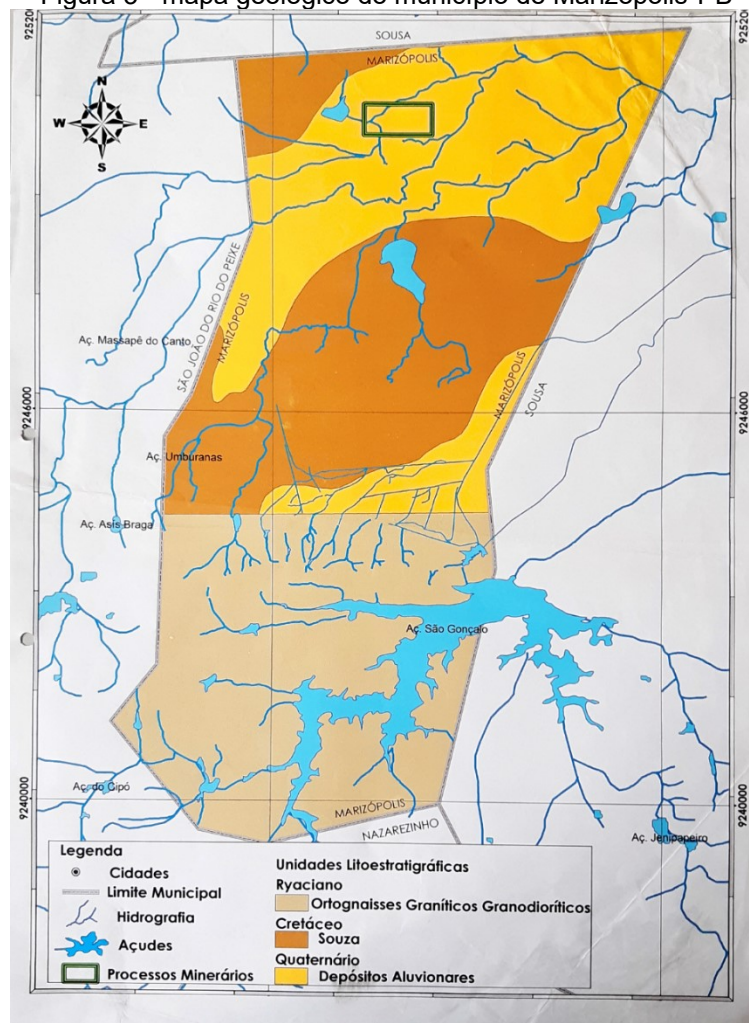 Figura 3 - mapa geológico do município de Marizópolis-PB
SOUSA
MARIZÓPOLIS
N
W E
S
SÃO JOÃO DO RIO DO PEIXE
MARIZÓPOLIS
Aç. Massapê do Canto
MARIZÓPOLIS
SOUSA
9246000
9246000
Aç. Umburanas
Aç. Asis Braga
Aç. São Gonçalo
9240000
9240000
Aç. do Cipó
MARIZÓPOLIS
NAZAREZINHO
Aç. Jenipapeiro
Legenda
Cidades
Limite Municipal
Hidrografia
Açudes
Processos Minerários
Unidades Litoestratigráficas
Ryaciano
Ortognaisses Graníticos Granodioríticos
Cretáceo
Souza
Quaternário
Depósitos Aluvionares